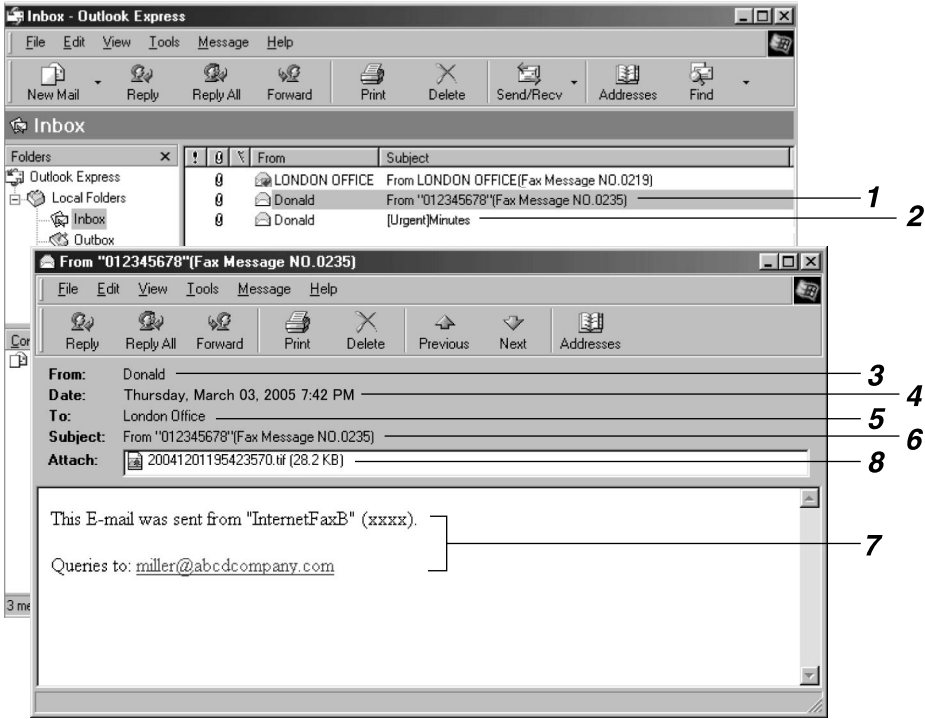 Inbox - Outlook Express
File Edit View Tools Message Help
New Mail Reply Reply All Forward Print Delete Send/Recv Addresses Find
Inbox
Folders × ! From Subject
Outlook Express LONDON OFFICE From LONDON OFFICE(Fax Message NO.0219)
Local Folders Donald From "012345678"(Fax Message NO.0235) 1
Inbox Donald [Urgent]Minutes 2
Outbox
From "012345678"(Fax Message NO.0235)
File Edit View Tools Message Help
Reply Reply All Forward Print Delete Previous Next Addresses
Con
From: Donald 3
Date: Thursday, March 03, 2005 7:42 PM 4
To: London Office 5
Subject: From "012345678"(Fax Message NO.0235) 6
Attach: 20041201195423570.tif (28.2 KB) 8
This E-mail was sent from "InternetFaxB" (xxxx).
7
Queries to: miller@abcdcompany.com
3 me